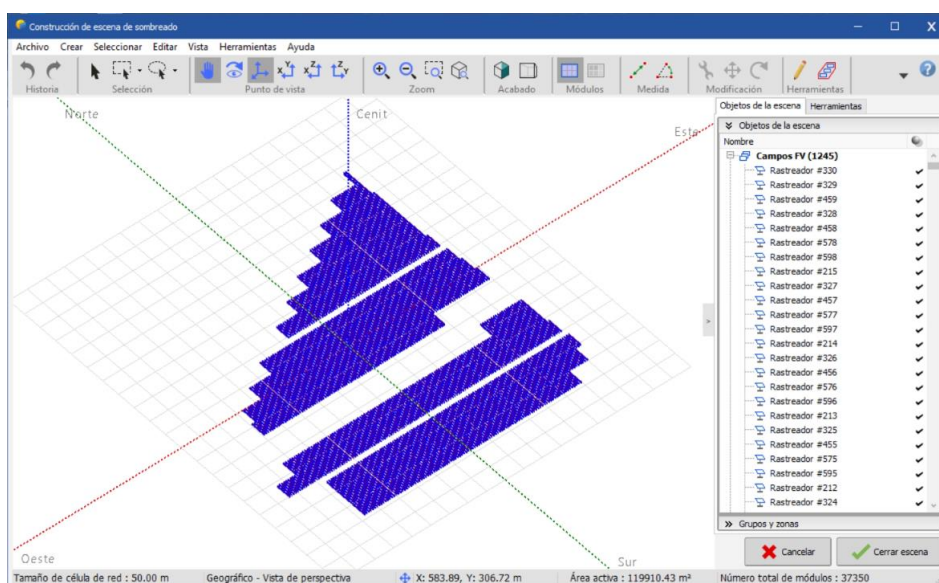 Construcción de escena de sombreado
Archivo Crear Seleccionar Editar Vista Herramientas Ayuda
Historia Selección Punto de vista Zoom Acabado Módulos Medida Modificación Herramientas
Objetos de la escena Herramientas
Objetos de la escena
Nombre
Campos FV (1245)
Rastreador #330
Rastreador #329
Rastreador #459
Rastreador #328
Rastreador #458
Rastreador #578
Rastreador #598
Rastreador #215
Rastreador #327
Rastreador #457
Rastreador #577
Rastreador #597
Rastreador #214
Rastreador #326
Rastreador #456
Rastreador #576
Rastreador #596
Rastreador #213
Rastreador #325
Rastreador #455
Rastreador #575
Rastreador #595
Rastreador #212
Rastreador #324
Grupos y zonas
Cancelar Cerrar escena
Norte
Cenit
Este
Oeste
Sur
Tamaño de célula de red : 50.00 m Geográfico - Vista de perspectiva X: 583.89, Y: 306.72 m Área activa : 119910.43 m² Número total de módulos : 37350